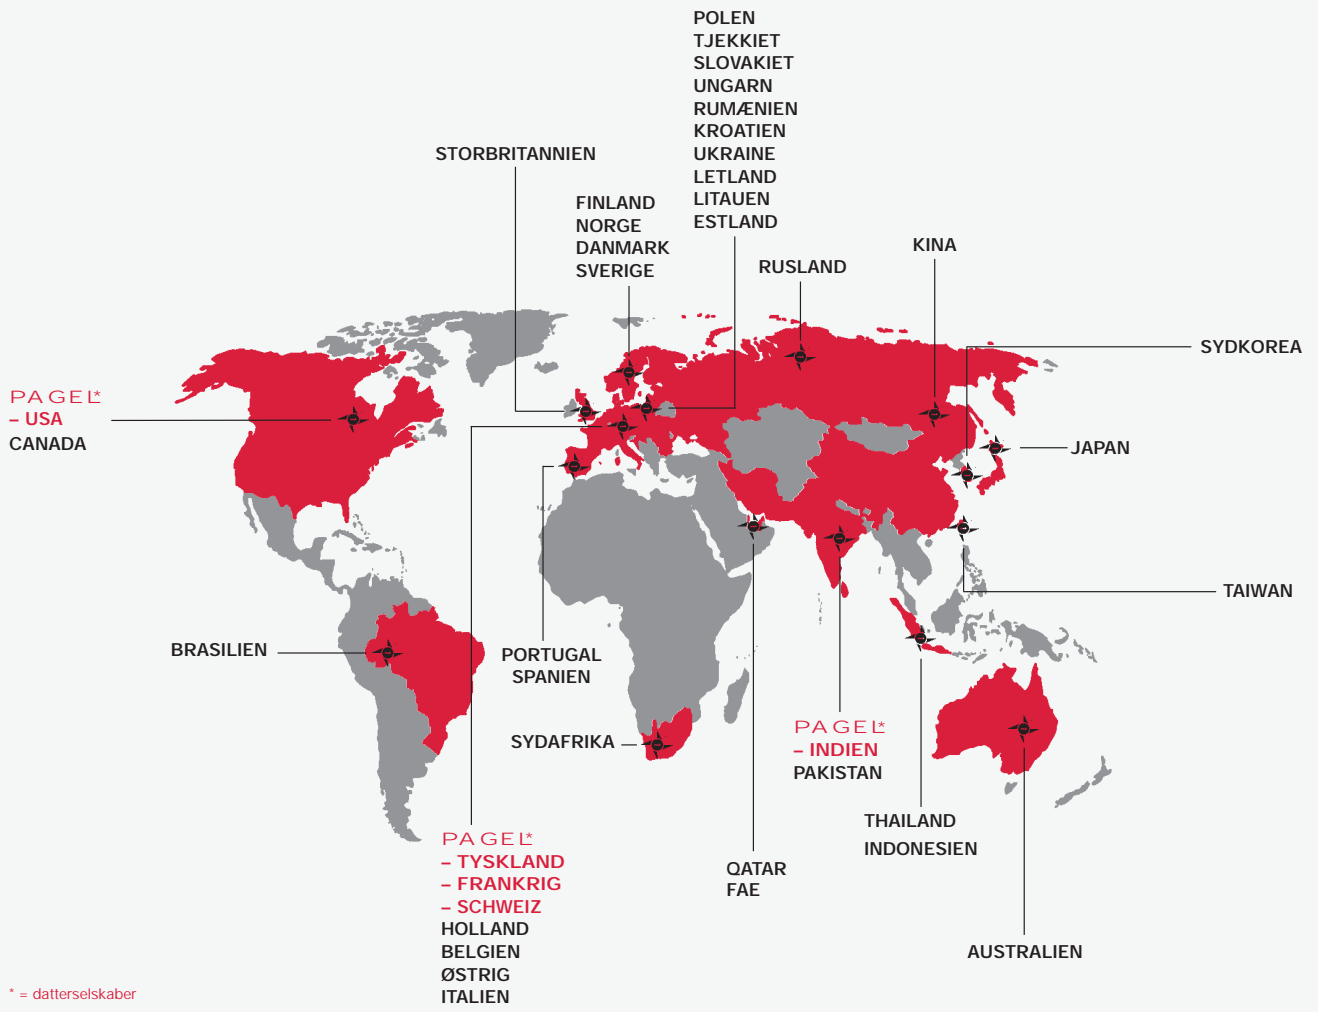 POLEN
TJEKKIET
SLOVAKIET
UNGARN
RUMÆNIEN
KROATIEN
UKRAINE
LETLAND
LITAUEN
ESTLAND
STORBRITANNIEN
FINLAND
NORGE
DANMARK
SVERIGE
RUSLAND
KINA
SYDKOREA
PAGEL*
– USA
CANADA
JAPAN
TAIWAN
BRASILIEN
PORTUGAL
SPANIEN
SYDAFRIKA
PAGEL*
– INDIEN
PAKISTAN
THAILAND
INDONESIEN
PAGEL*
– TYSKLAND
– FRANKRIG
– SCHWEIZ
HOLLAND
BELGIEN
ØSTRIG
ITALIEN
QATAR
FAE
AUSTRALIEN
* = datterselskaber